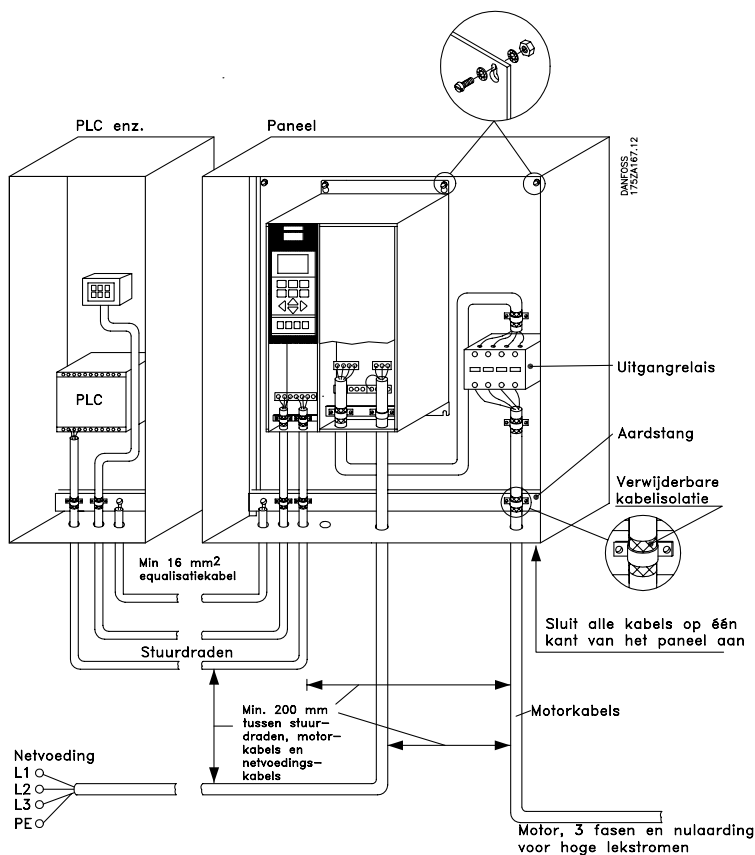 PLC enz.
Paneel
DANFOSS
175ZA167.12
PLC
Uitgangrelais
Aardstang
Verwijderbare
kabelisolatie
Min 16 mm2
equalisatiekabel
Sluit alle kabels op één
kant van het paneel aan
Stuurdraden
Min. 200 mm
tussen stuur-
draden, motor-
kabels en
netvoedings-
kabels
Motorkabels
Netvoeding
L1
L2
L3
PE
Motor, 3 fasen en nulaarding
voor hoge lekstromen